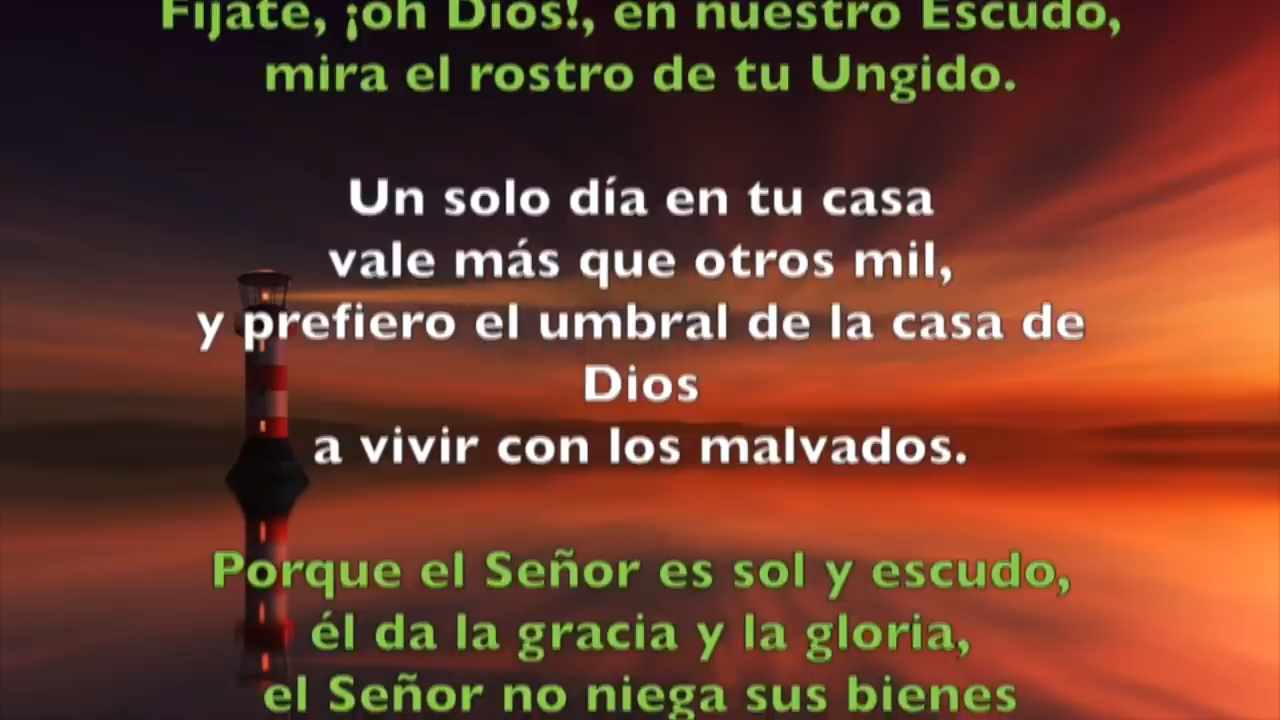 Fíjate, ¡oh Dios!, en nuestro Escudo,
mira el rostro de tu Ungido.
Un solo día en tu casa
vale más que otros mil,
y prefiero el umbral de la casa de
Dios
a vivir con los malvados.
Porque el Señor es sol y escudo,
él da la gracia y la gloria,
el Señor no niega sus bienes